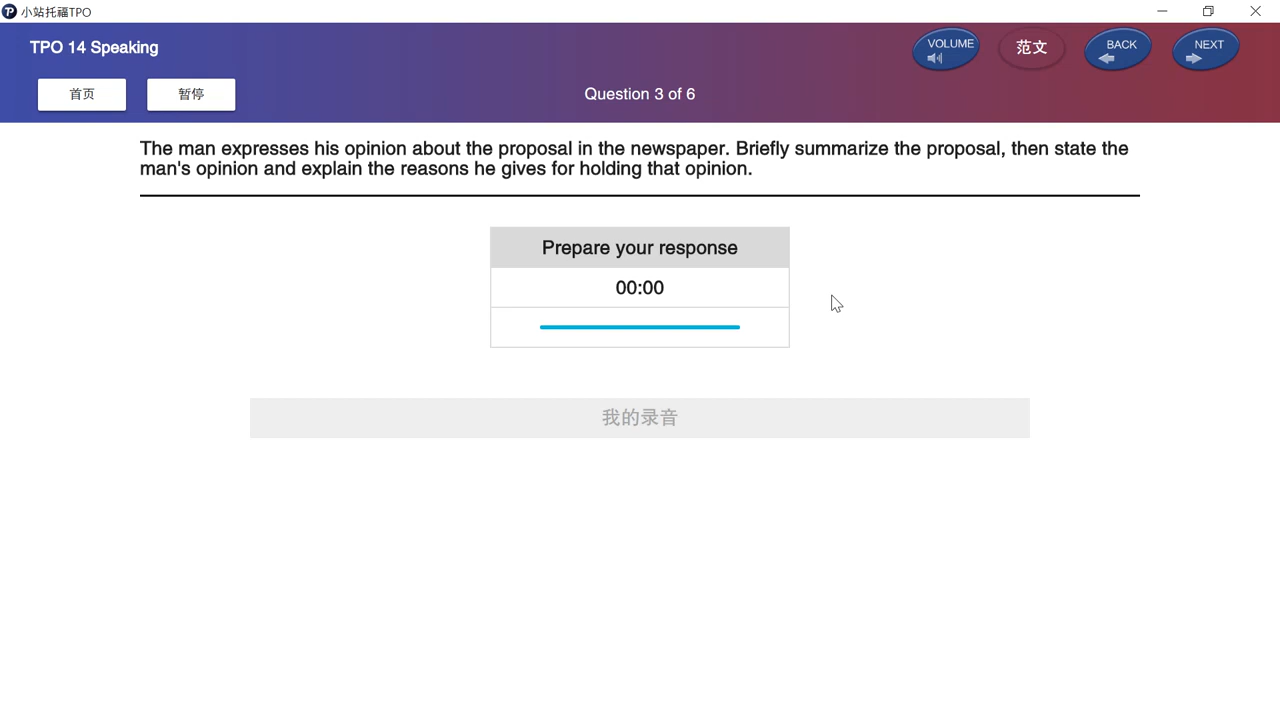 小站托福TPO
TPO 14 Speaking
VOLUME
范文
BACK
NEXT
首页
暂停
Question 3 of 6
The man expresses his opinion about the proposal in the newspaper. Briefly summarize the proposal, then state the
man's opinion and explain the reasons he gives for holding that opinion.
Prepare your response
00:00
我的录音